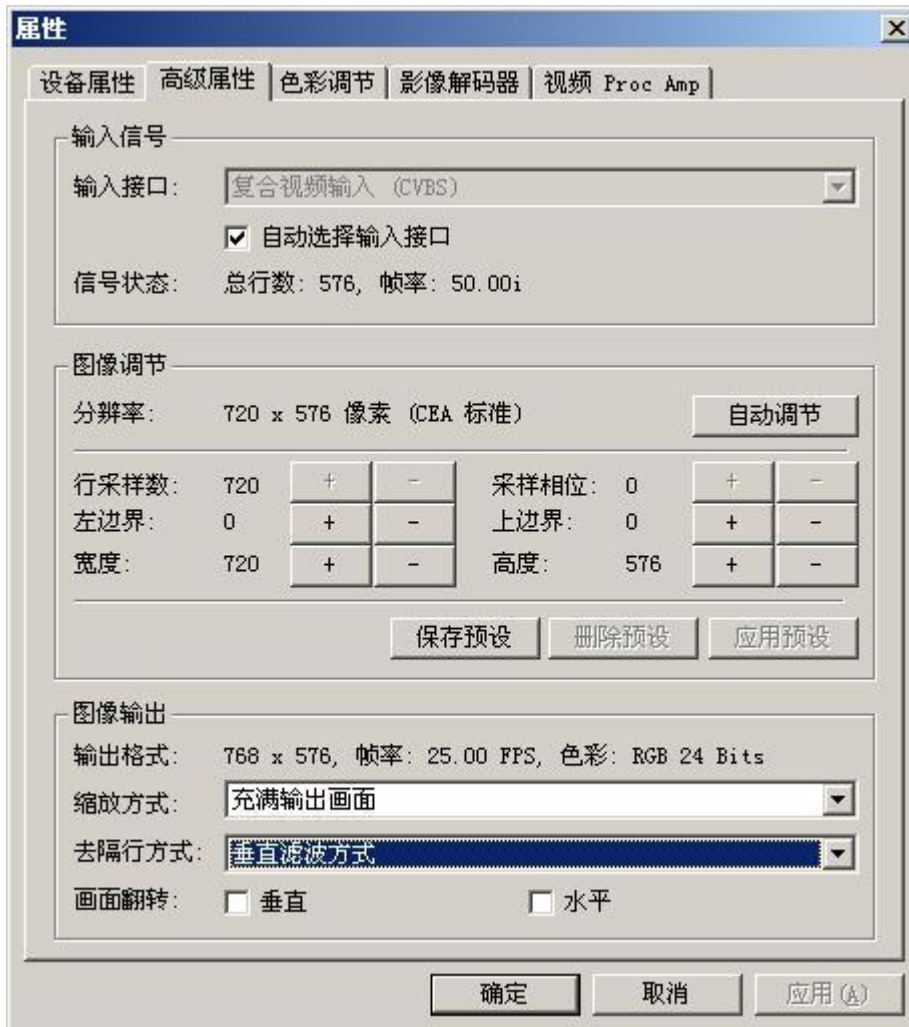 属性
设备属性 高级属性 色彩调节 影像解码器 视频 Proc Amp
输入信号
输入接口: 复合视频输入 (CVBS)
自动选择输入接口
信号状态: 总行数: 576, 帧率: 50.00i
图像调节
分辨率: 720 x 576 像素 (CEA 标准) 自动调节
行采样数: 720 + - 采样相位: 0 + -
左边界: 0 + - 上边界: 0 + -
宽度: 720 + - 高度: 576 + -
保存预设 删除预设 应用预设
图像输出
输出格式: 768 x 576, 帧率: 25.00 FPS, 色彩: RGB 24 Bits
缩放方式: 充满输出画面
去隔行方式: 垂直滤波方式
画面翻转: 垂直 水平
确定 取消 应用(A)